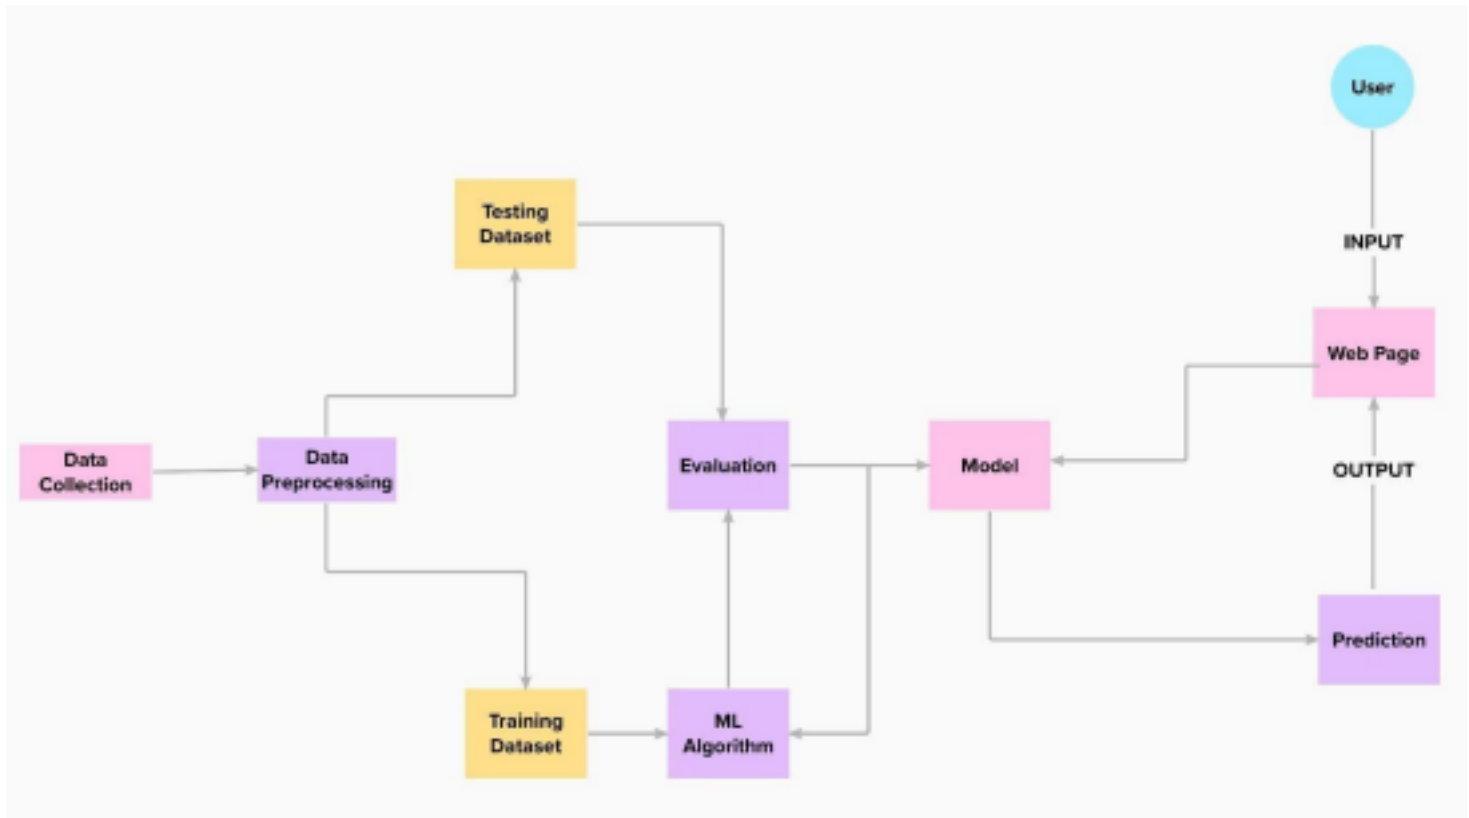 User
INPUT
Testing
Dataset
Web Page
Data
Collection
Data
Preprocessing
Evaluation
Model
OUTPUT
Prediction
Training
Dataset
ML
Algorithm